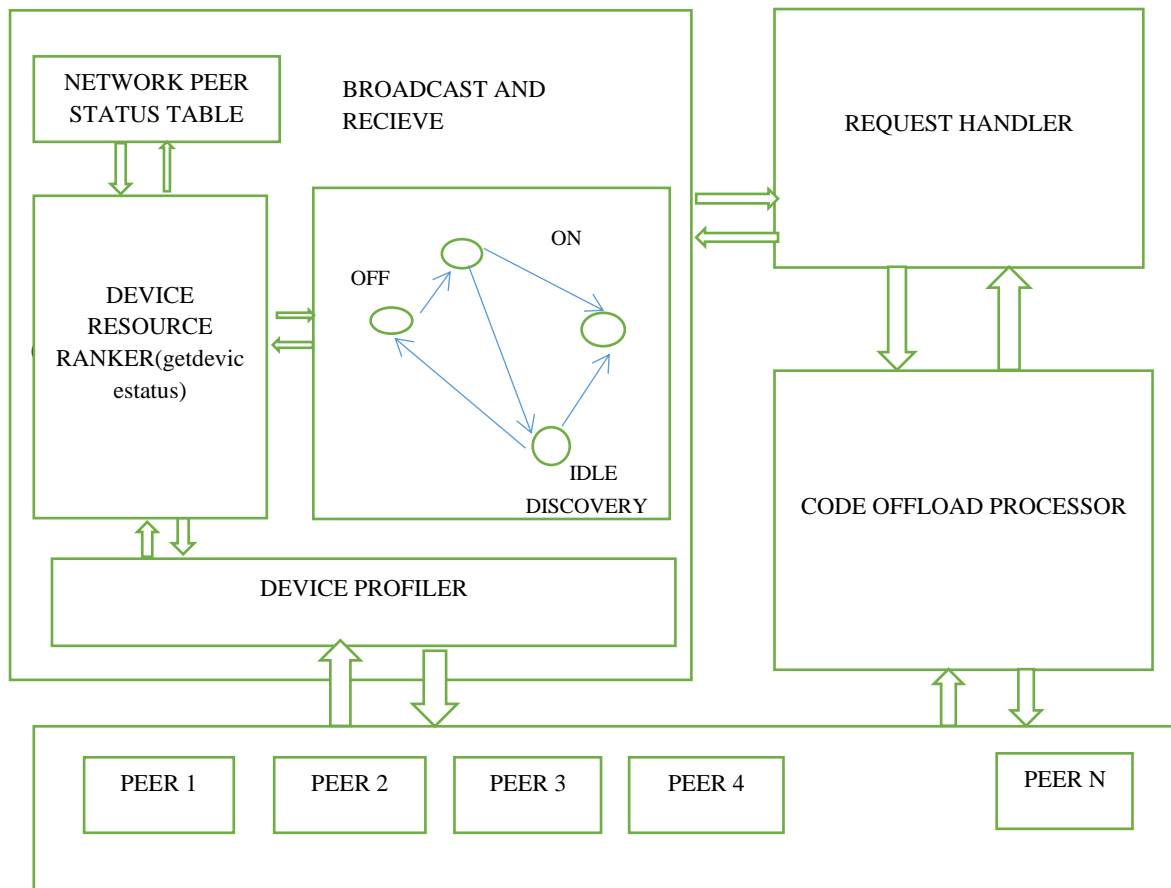 NETWORK PEER
STATUS TABLE
BROADCAST AND
RECIEVE
REQUEST HANDLER
ON
OFF
DEVICE
RESOURCE
RANKER(getdevic
estatus)
IDLE
DISCOVERY
CODE OFFLOAD PROCESSOR
DEVICE PROFILER
PEER 1
PEER 2
PEER 3
PEER 4
PEER N